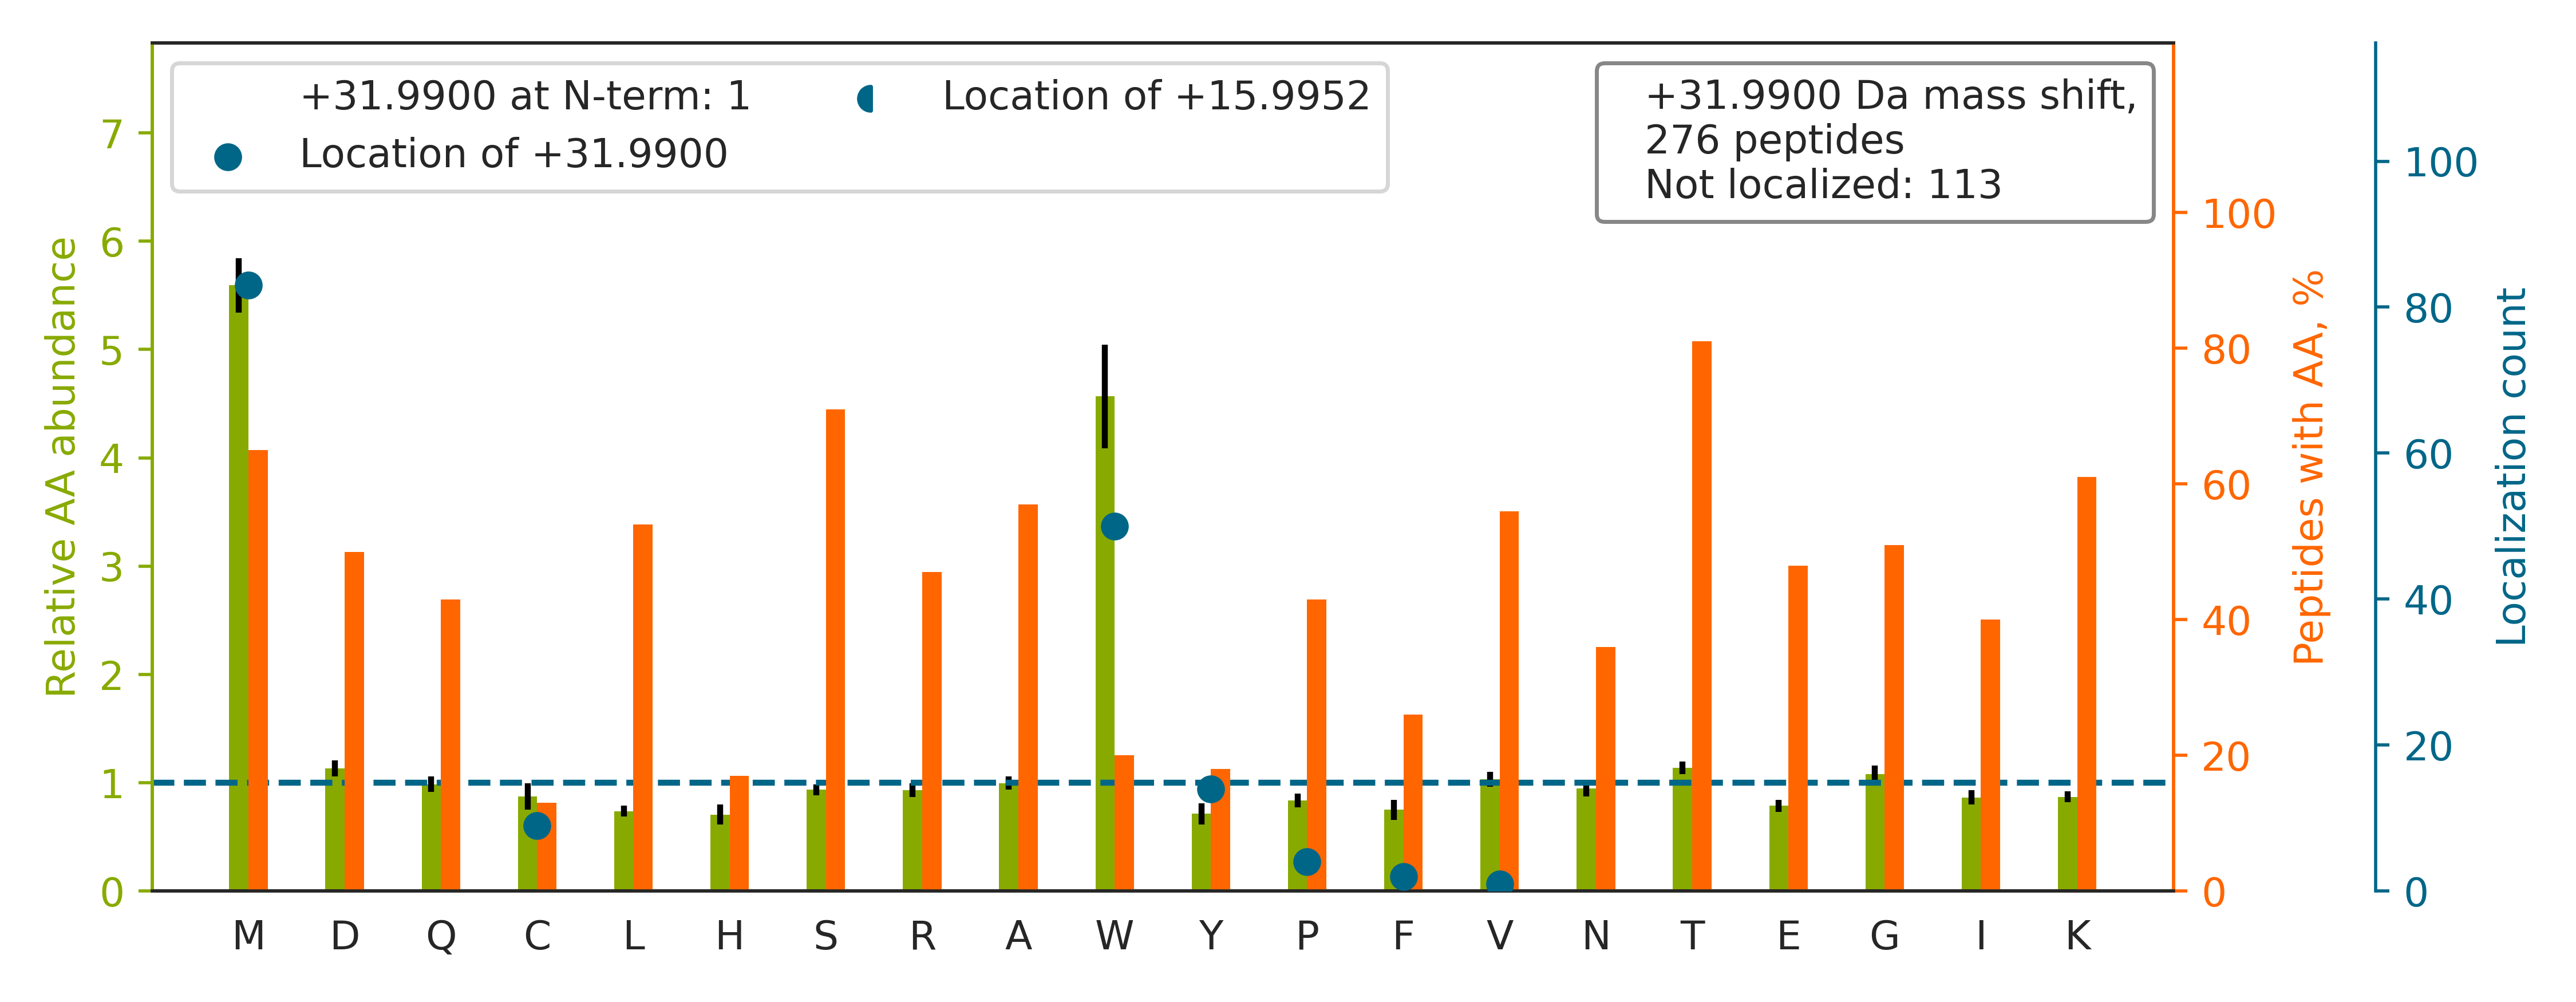 +31.9900 at N-term: 1
Location of +31.9900
Location of +15.9952
+31.9900 Da mass shift,
276 peptides
Not localized: 113
Relative AA abundance
7
6
5
4
3
2
1
0
100
80
60
40
20
0
Peptides with AA, %
100
80
60
40
20
0
Localization count
M D Q C L H S R A W Y P F V N T E G I K